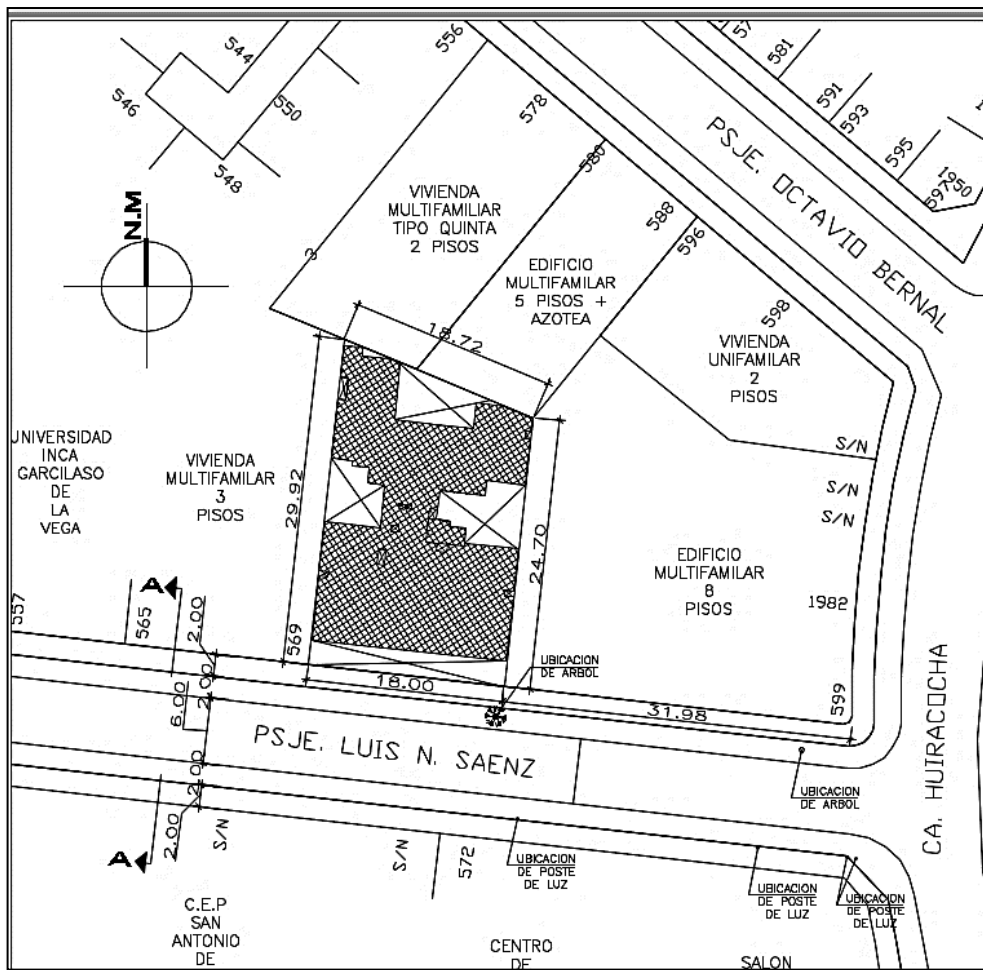 544
546
550
548
N.M
556
578
580
588
596
598
581
591
593
595
597
1950
PSJE. OCTAVIO BERNAL
VIVIENDA
MULTIFAMILIAR
TIPO QUINTA
2 PISOS
3
EDIFICIO
MULTIFAMILAR
5 PISOS +
AZOTEA
VIVIENDA
UNIFAMILAR
2
PISOS
18.72
29.92
24.70
S/N
S/N
S/N
UNIVERSIDAD
INCA
GARCILASO
DE
LA
VEGA
VIVIENDA
MULTIFAMILAR
3
PISOS
EDIFICIO
MULTIFAMILAR
8
PISOS
1982
599
A
557
565
2.00
569
2.00
6.00
18.00
31.98
UBICACION
DE ARBOL
PSJE. LUIS N. SAENZ
UBICACION
DE ARBOL
CA. HUIRACOCHA
2.00
2.00
A
S/N
S/N
572
UBICACION
DE POSTE
DE LUZ
UBICACION
DE POSTE
DE LUZ
UBICACION
DE POSTE
DE LUZ
C.E.P
SAN
ANTONIO
DE
CENTRO
DE
SALON